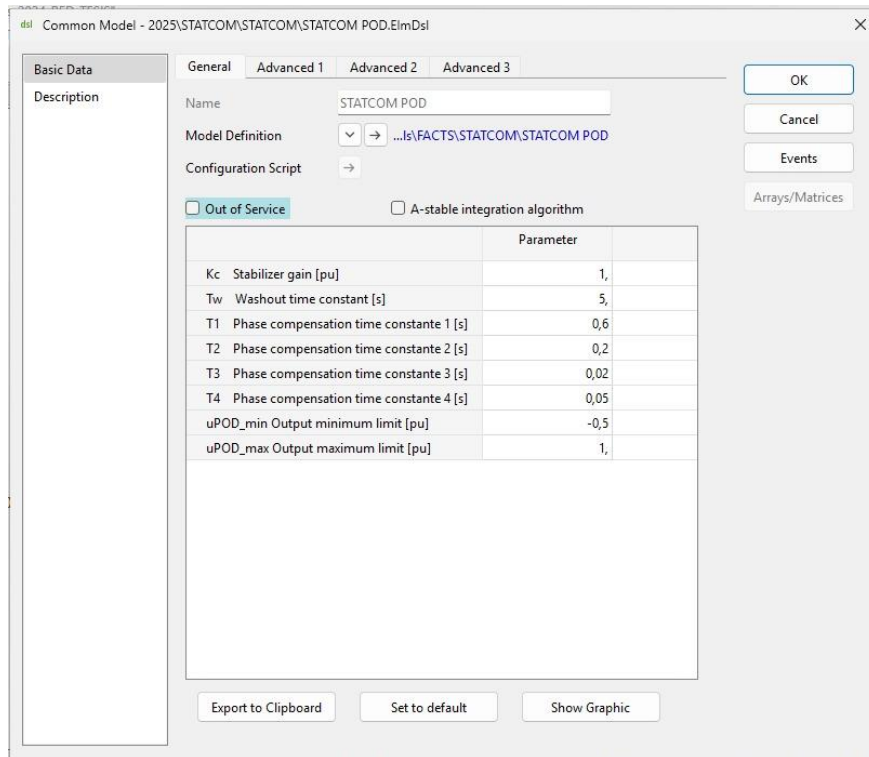 dsl Common Model - 2025\STATCOM\STATCOM\STATCOM POD.ElmDsl
Basic Data
Description
General Advanced 1 Advanced 2 Advanced 3
Name STATCOM POD
Model Definition ...ls\FACTS\STATCOM\STATCOM POD
Configuration Script
Out of Service A-stable integration algorithm
Parameter
Kc Stabilizer gain [pu] 1,
Tw Washout time constant [s] 5,
T1 Phase compensation time constante 1 [s] 0,6
T2 Phase compensation time constante 2 [s] 0,2
T3 Phase compensation time constante 3 [s] 0,02
T4 Phase compensation time constante 4 [s] 0,05
uPOD_min Output minimum limit [pu] -0,5
uPOD_max Output maximum limit [pu] 1,
Export to Clipboard Set to default Show Graphic
OK
Cancel
Events
Arrays/Matrices